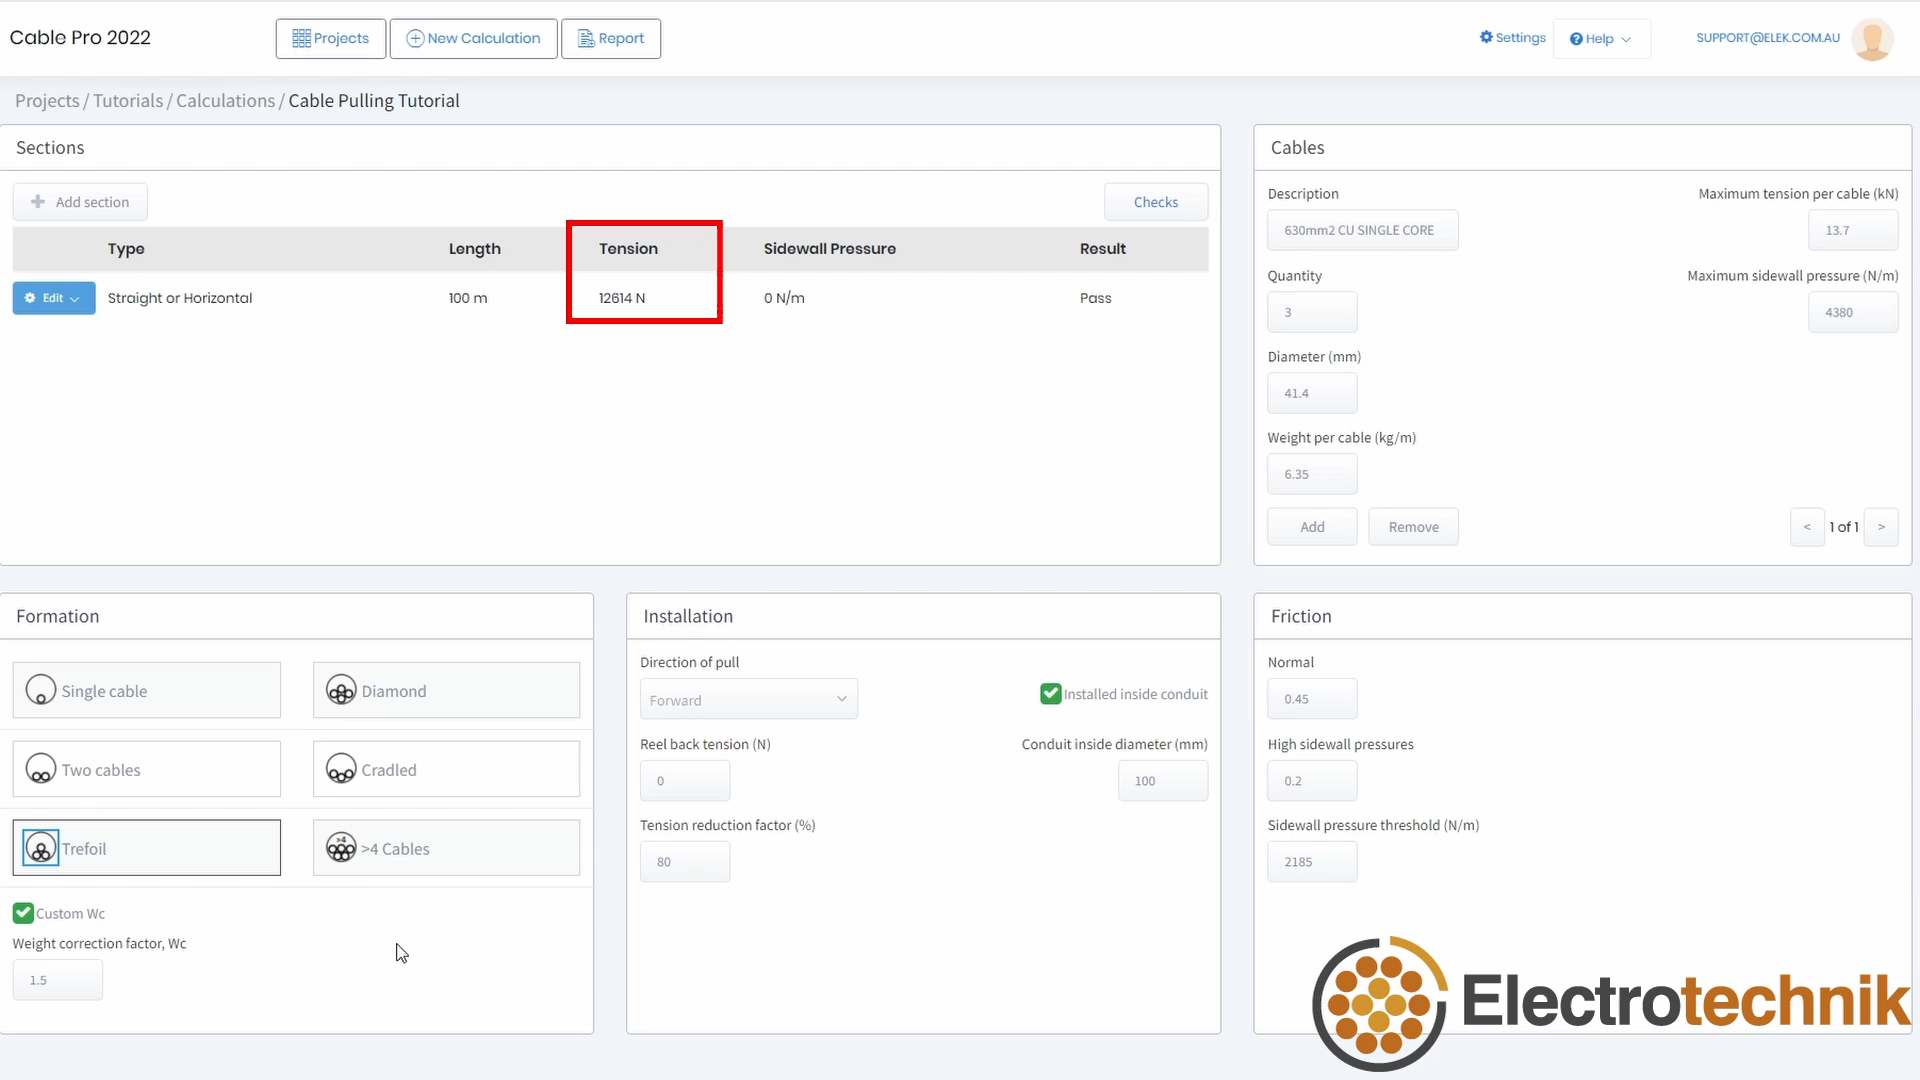 Cable Pro 2022
Projects
New Calculation
Report
Settings
Help
SUPPORT@ELEK.COM.AU
Projects / Tutorials / Calculations / Cable Pulling Tutorial
Sections
Add section
Checks
Type Length Tension Sidewall Pressure Result
Edit Straight or Horizontal 100 m 12614 N 0 N/m Pass
Cables
Description
630mm2 CU SINGLE CORE
Maximum tension per cable (kN)
13.7
Quantity
3
Maximum sidewall pressure (N/m)
4380
Diameter (mm)
41.4
Weight per cable (kg/m)
6.35
Add
Remove
< 1 of 1 >
Formation
Single cable
Diamond
Two cables
Cradled
Trefoil
>4
>4 Cables
Custom Wc
Weight correction factor, Wc
1.5
Installation
Direction of pull
Forward
Installed inside conduit
Reel back tension (N)
0
Conduit inside diameter (mm)
100
Tension reduction factor (%)
80
Friction
Normal
0.45
High sidewall pressures
0.2
Sidewall pressure threshold (N/m)
2185
Electrotechnik